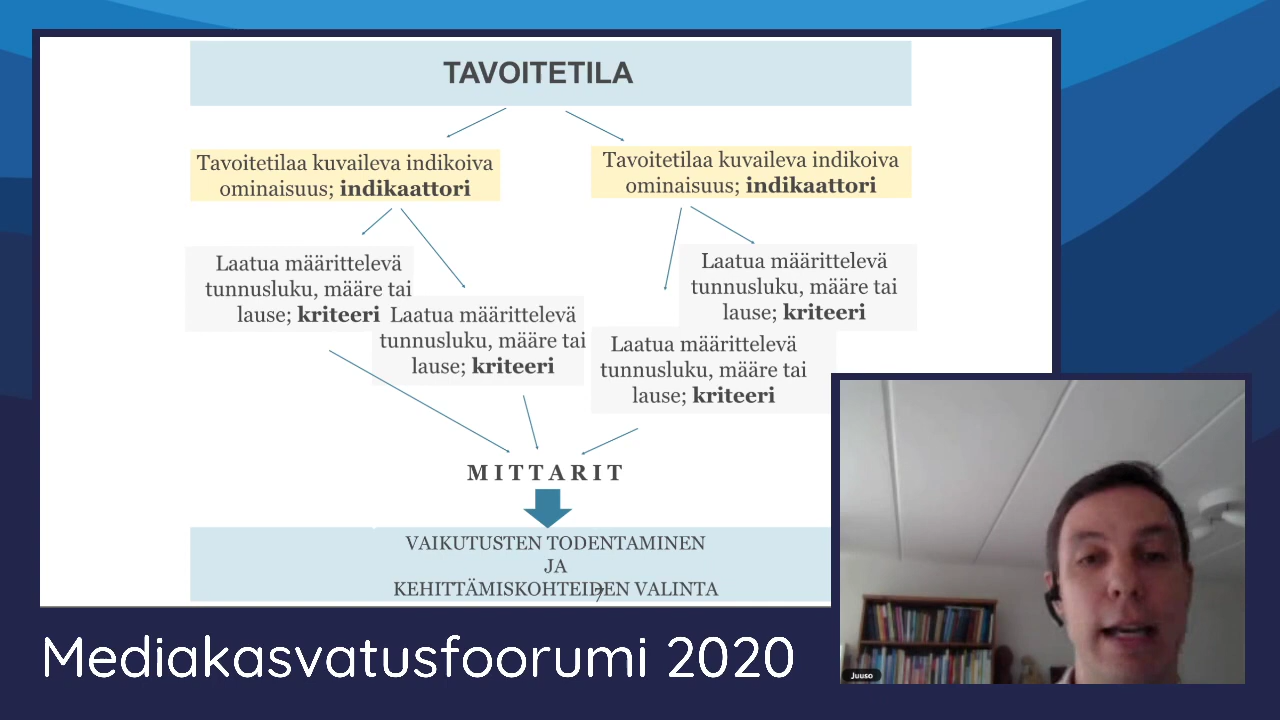 TAVOITETILA
Tavoitetilaa kuvaileva indikoiva
ominaisuus; indikaattori
Tavoitetilaa kuvaileva indikoiva
ominaisuus; indikaattori
Laatua määrittelevä
tunnusluku, määre tai
lause; kriteeri
Laatua määrittelevä
tunnusluku, määre tai
lause; kriteeri
Laatua määrittelevä
tunnusluku, määre tai
lause; kriteeri
Laatua määrittelevä
tunnusluku, määre tai
lause; kriteeri
MITTARIT
VAIKUTUSTEN TODENTAMINEN
JA
KEHITTÄMISKOHTEIDEN VALINTA
7
Mediakasvatusfoorumi 2020
Juuso